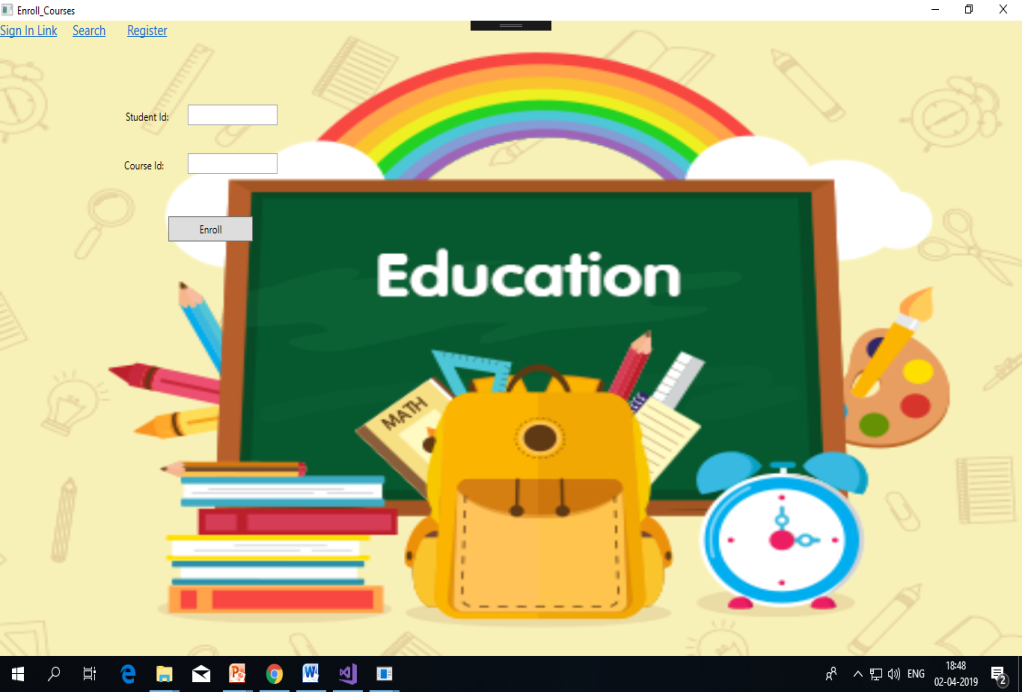 Enroll_Courses
Sign In Link Search Register
Student Id:
Course Id:
Enroll
Education
MATH
18:48
ENG
02-04-2019
2